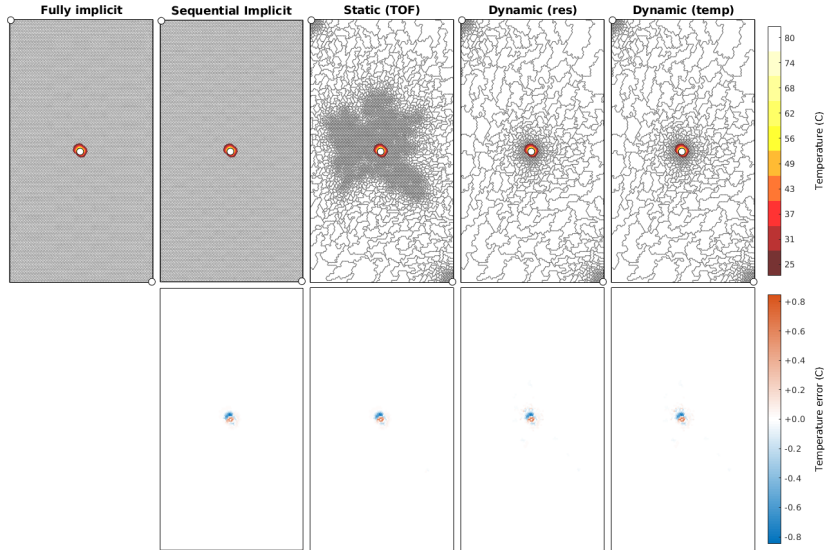 Fully implicit
Sequential Implicit
Static (TOF)
Dynamic (res)
Dynamic (temp)
80
74
68
62
56
49
43
37
31
25
Temperature (C)
+0.8
+0.6
+0.4
+0.2
+0.0
-0.2
-0.4
-0.6
-0.8
Temperature error (C)